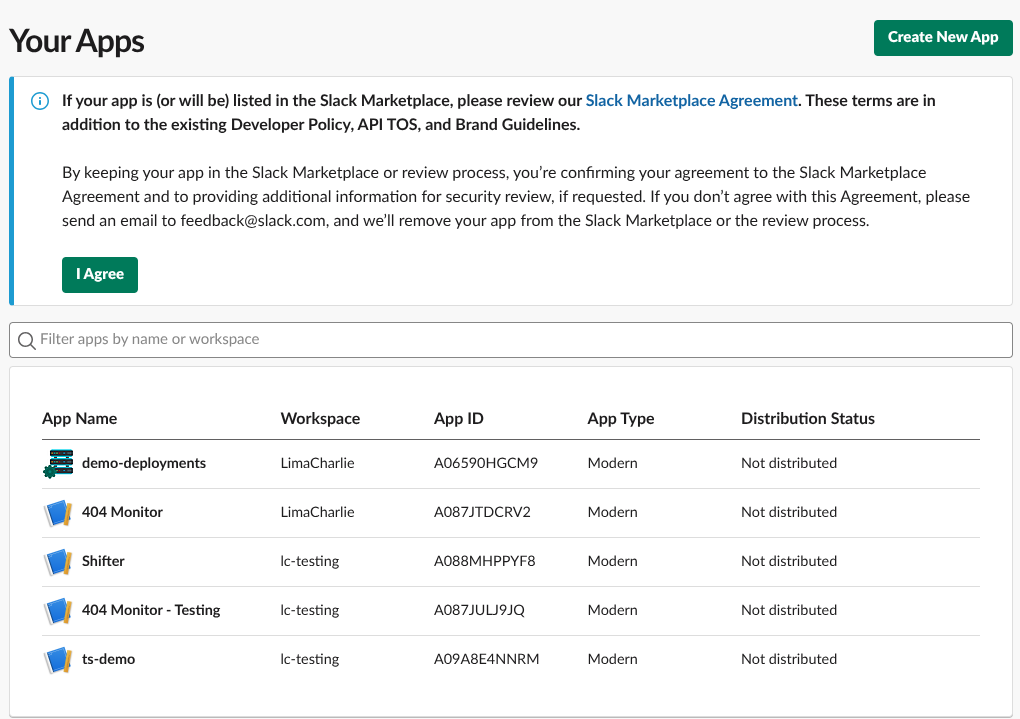 Your Apps
Create New App
If your app is (or will be) listed in the Slack Marketplace, please review our Slack Marketplace Agreement. These terms are in
addition to the existing Developer Policy, API TOS, and Brand Guidelines.
By keeping your app in the Slack Marketplace or review process, you’re confirming your agreement to the Slack Marketplace
Agreement and to providing additional information for security review, if requested. If you don’t agree with this Agreement, please
send an email to feedback@slack.com, and we’ll remove your app from the Slack Marketplace or the review process.
I Agree
Filter apps by name or workspace
App Name Workspace App ID App Type Distribution Status
demo-deployments LimaCharlie A06590HGCM9 Modern Not distributed
404 Monitor LimaCharlie A087JTDCRV2 Modern Not distributed
Shifter lc-testing A088MHPPYF8 Modern Not distributed
404 Monitor - Testing lc-testing A087JULJ9JQ Modern Not distributed
ts-demo lc-testing A09A8E4NNRM Modern Not distributed